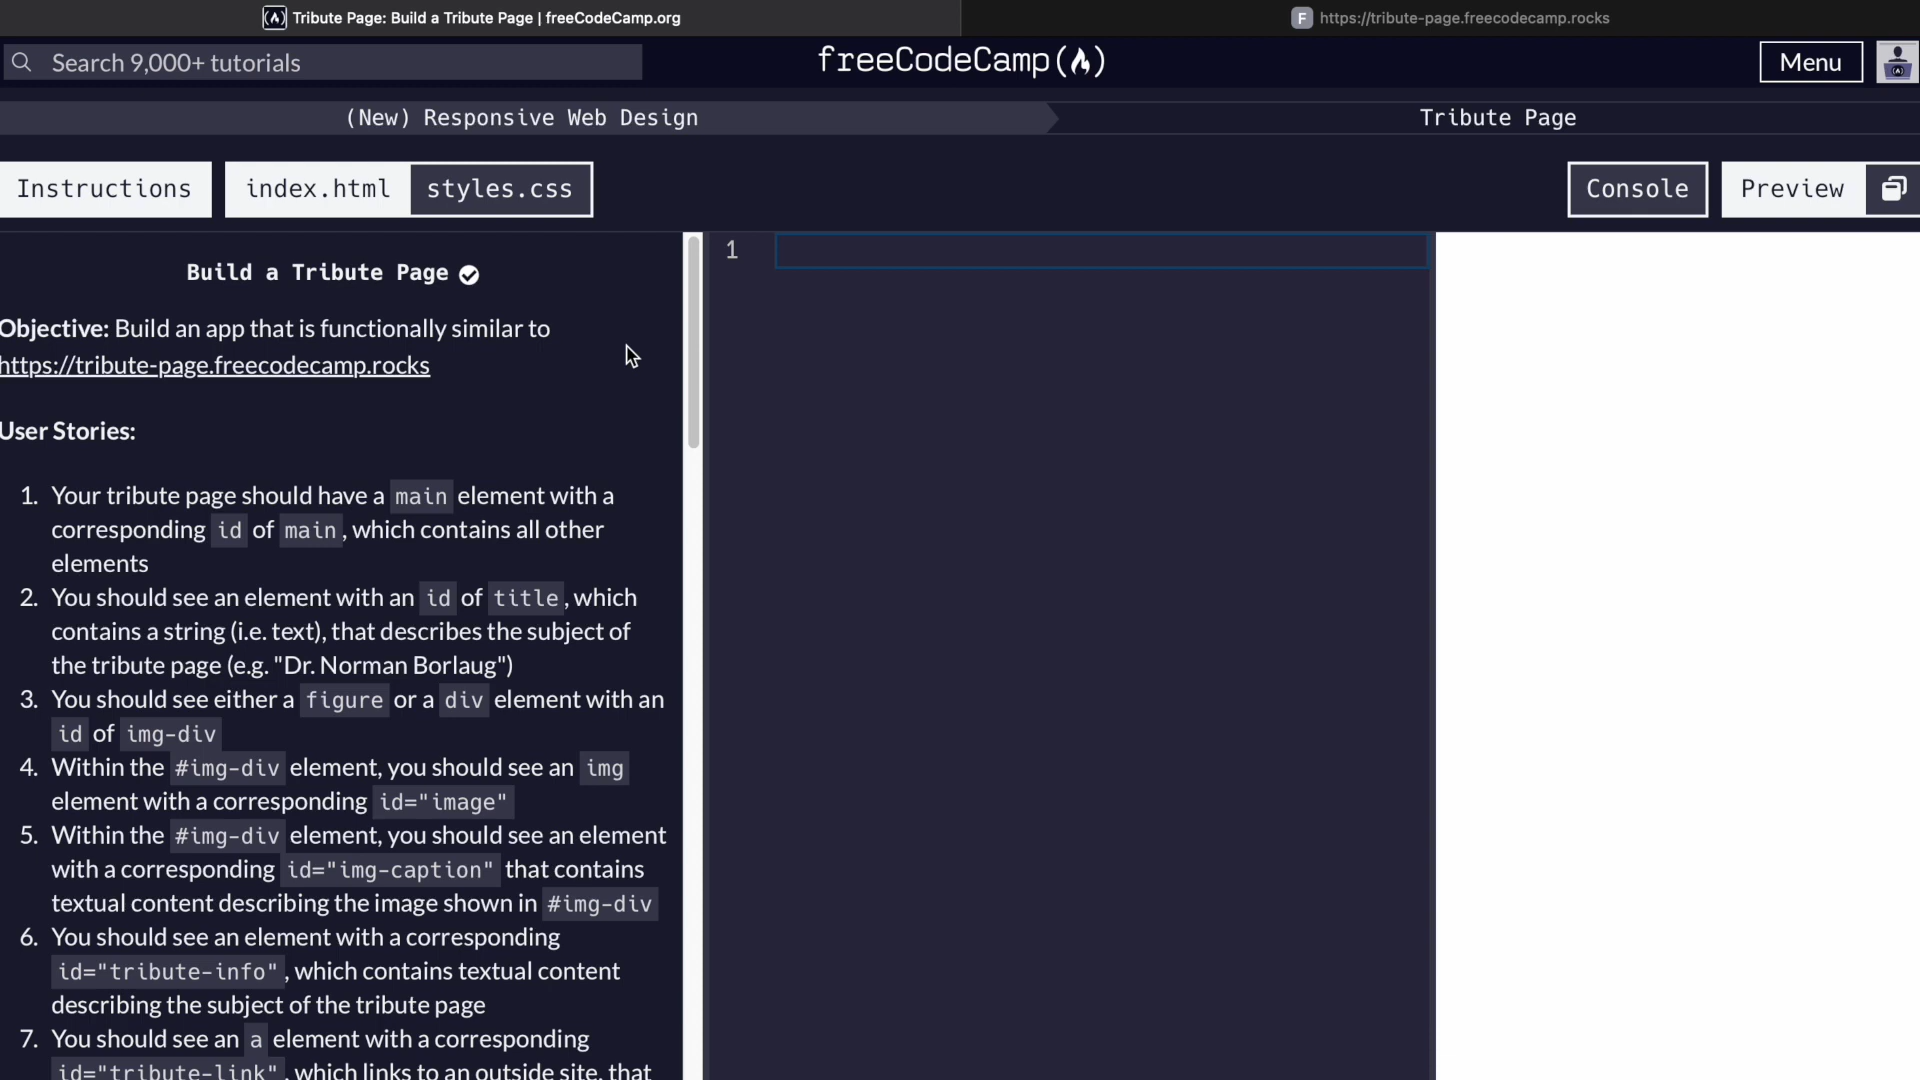 Tribute Page: Build a Tribute Page | freeCodeCamp.org
F https://tribute-page.freecodecamp.rocks
Search 9,000+ tutorials
freeCodeCamp
Menu
(New) Responsive Web Design
Tribute Page
Instructions
index.html
styles.css
Console
Preview
Build a Tribute Page
1
Objective: Build an app that is functionally similar to
https://tribute-page.freecodecamp.rocks
User Stories:
1. Your tribute page should have a main element with a
corresponding id of main, which contains all other
elements
2. You should see an element with an id of title, which
contains a string (i.e. text), that describes the subject of
the tribute page (e.g. "Dr. Norman Borlaug")
3. You should see either a figure or a div element with an
id of img-div
4. Within the #img-div element, you should see an img
element with a corresponding id="image"
5. Within the #img-div element, you should see an element
with a corresponding id="img-caption" that contains
textual content describing the image shown in #img-div
6. You should see an element with a corresponding
id="tribute-info", which contains textual content
describing the subject of the tribute page
7. You should see an a element with a corresponding
id="tribute-link", which links to an outside site, that